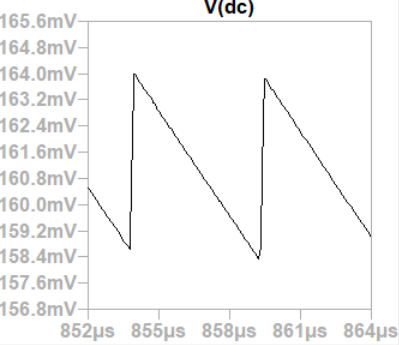 V(dc)
165.6mV
164.8mV
164.0mV
163.2mV
162.4mV
161.6mV
160.8mV
160.0mV
159.2mV
158.4mV
157.6mV
156.8mV
852µs 855µs 858µs 861µs 864µs